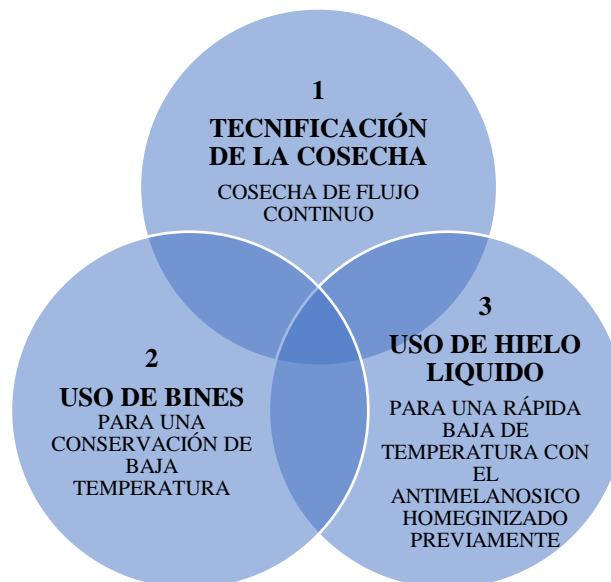 1
TECNIFICACIÓN
DE LA COSECHA
COSECHA DE FLUJO
CONTINUO
2
USO DE BINES
PARA UNA
CONSERVACIÓN DE
BAJA
TEMPERATURA
3
USO DE HIELO
LIQUIDO
PARA UNA RÁPIDA
BAJA DE
TEMPERATURA CON
EL
ANTIMELANOSICO
HOMEGINIZADO
PREVIAMENTE